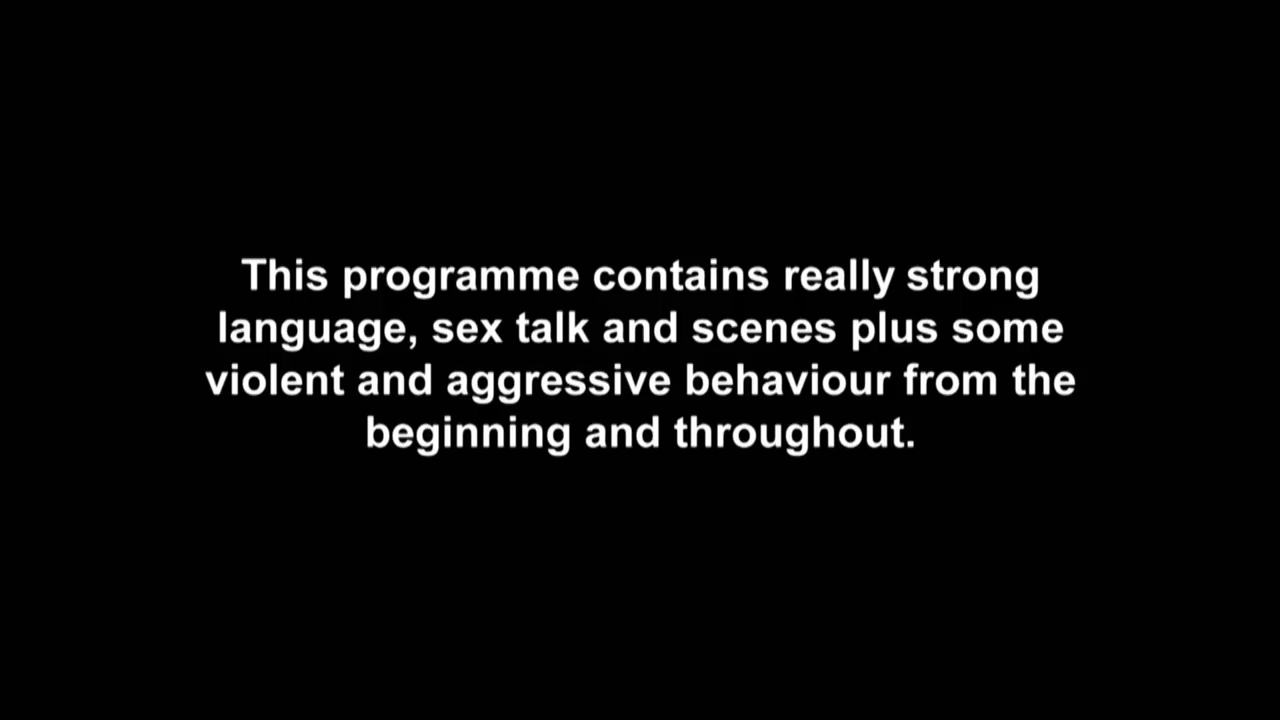 This programme contains really strong
language, sex talk and scenes plus some
violent and aggressive behaviour from the
beginning and throughout.